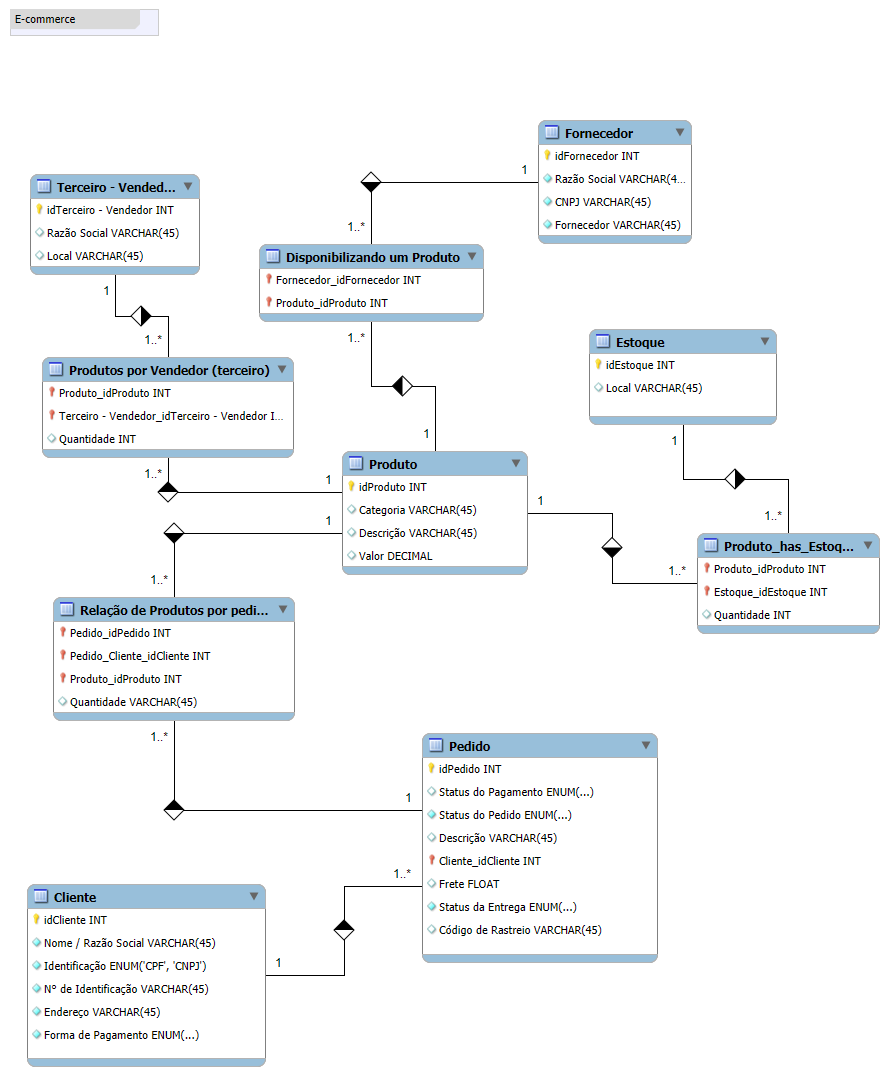 E-commerce
Fornecedor
idFornecedor INT
Razão Social VARCHAR(4...
CNPJ VARCHAR(45)
Fornecedor VARCHAR(45)
1
1..*
Terceiro - Vended...
idTerceiro - Vendedor INT
Razão Social VARCHAR(45)
Local VARCHAR(45)
1
1..*
Disponibilizando um Produto
Fornecedor_idFornecedor INT
Produto_idProduto INT
1..*
1
Estoque
idEstoque INT
Local VARCHAR(45)
1
1..*
Produtos por Vendedor (terceiro)
Produto_idProduto INT
Terceiro - Vendedor_idTerceiro - Vendedor I...
Quantidade INT
1..*
1
Produto
idProduto INT
Categoria VARCHAR(45)
Descrição VARCHAR(45)
Valor DECIMAL
1
1..*
1
1..*
Produto_has_Estoq...
Produto_idProduto INT
Estoque_idEstoque INT
Quantidade INT
Relação de Produtos por pedi...
Pedido_idPedido INT
Pedido_Cliente_idCliente INT
Produto_idProduto INT
Quantidade VARCHAR(45)
1..*
1
Pedido
idPedido INT
Status do Pagamento ENUM(...)
Status do Pedido ENUM(...)
Descrição VARCHAR(45)
Cliente_idCliente INT
Frete FLOAT
Status da Entrega ENUM(...)
Código de Rastreio VARCHAR(45)
1..*
1
Cliente
idCliente INT
Nome / Razão Social VARCHAR(45)
Identificação ENUM('CPF', 'CNPJ')
N° de Identificação VARCHAR(45)
Endereço VARCHAR(45)
Forma de Pagamento ENUM(...)